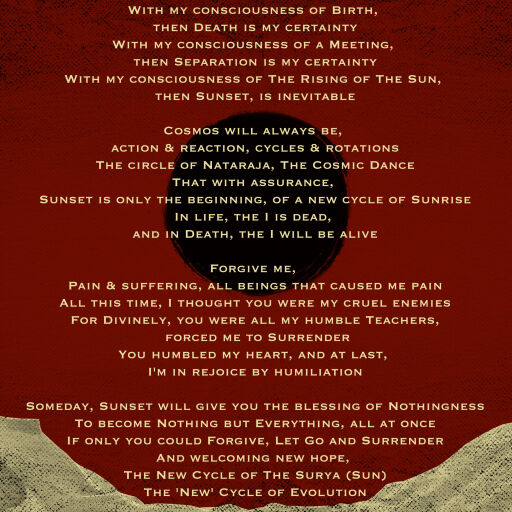 With my consciousness of Birth,
then Death is my certainty
With my consciousness of a Meeting,
then Separation is my certainty
With my consciousness of The Rising of The Sun,
then Sunset, is inevitable
Cosmos will always be,
action & reaction, cycles & rotations
The circle of Nataraja, The Cosmic Dance
That with assurance,
Sunset is only the beginning, of a new cycle of Sunrise
In life, the I is dead,
and in Death, the I will be alive
Forgive me,
Pain & suffering, all beings that caused me pain
All this time, I thought you were my cruel enemies
For Divinely, you were all my humble Teachers,
forced me to Surrender
You humbled my heart, and at last,
I'm in rejoice by humiliation
Someday, Sunset will give you the blessing of Nothingness
To become Nothing but Everything, all at once
If only you could Forgive, Let Go and Surrender
And welcoming new hope,
The New Cycle of The Surya (Sun)
The 'New' Cycle of Evolution